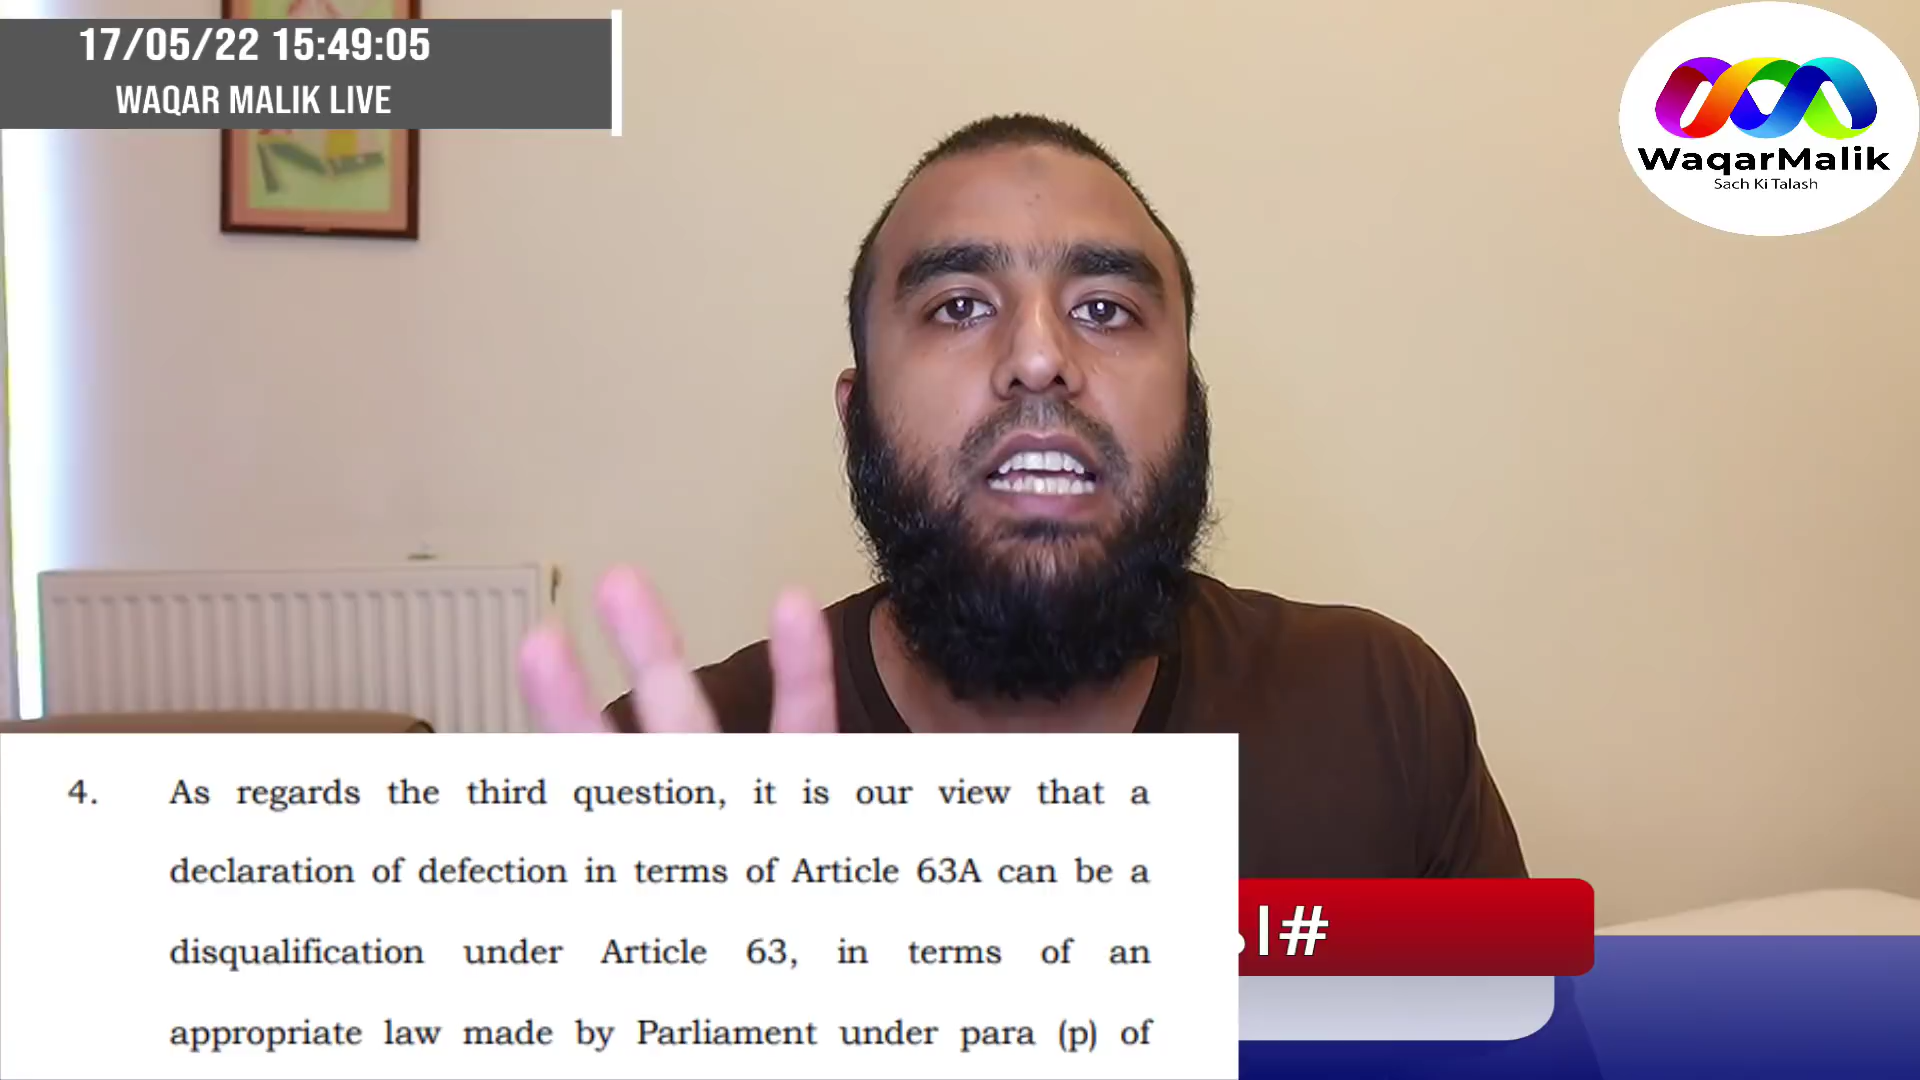 17/05/22 15:49:05
WAQAR MALIK LIVE
WaqarMalik
Sach Ki Talash
4. As regards the third question, it is our view that a
declaration of defection in terms of Article 63A can be a
disqualification under Article 63, in terms of an
appropriate law made by Parliament under para (p) of